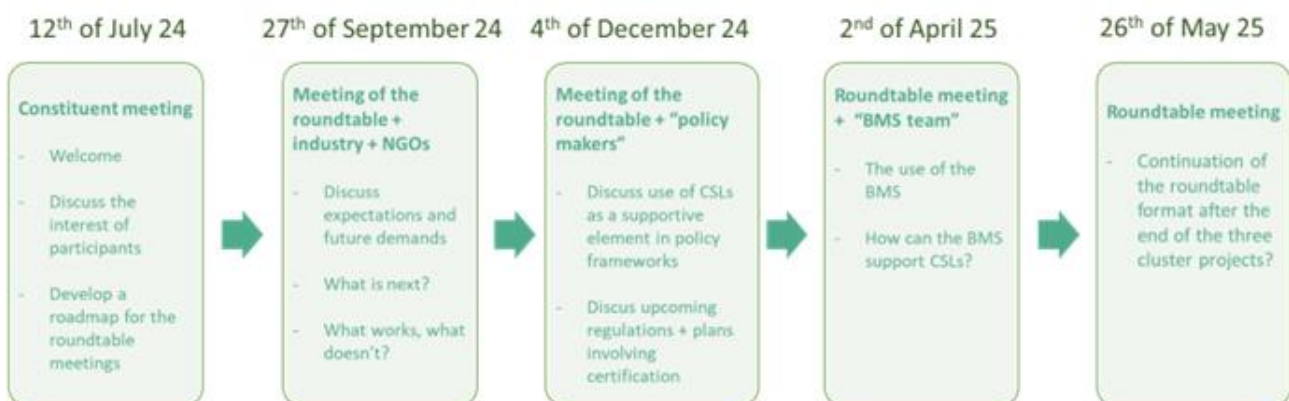 12th of July 24
27th of September 24
4th of December 24
2nd of April 25
26th of May 25
Constituent meeting
- Welcome
- Discuss the
interest of
participants
- Develop a
roadmap for the
roundtable
meetings
Meeting of the
roundtable +
industry + NGOs
- Discuss
expectations and
future demands
- What is next?
- What works, what
doesn't?
Meeting of the
roundtable + "policy
makers"
- Discuss use of CSLs
as a supportive
element in policy
frameworks
- Discus upcoming
regulations + plans
involving
certification
Roundtable meeting
+ "BMS team"
- The use of the
BMS
- How can the BMS
support CSLs?
Roundtable meeting
- Continuation of
the roundtable
format after the
end of the three
cluster projects?